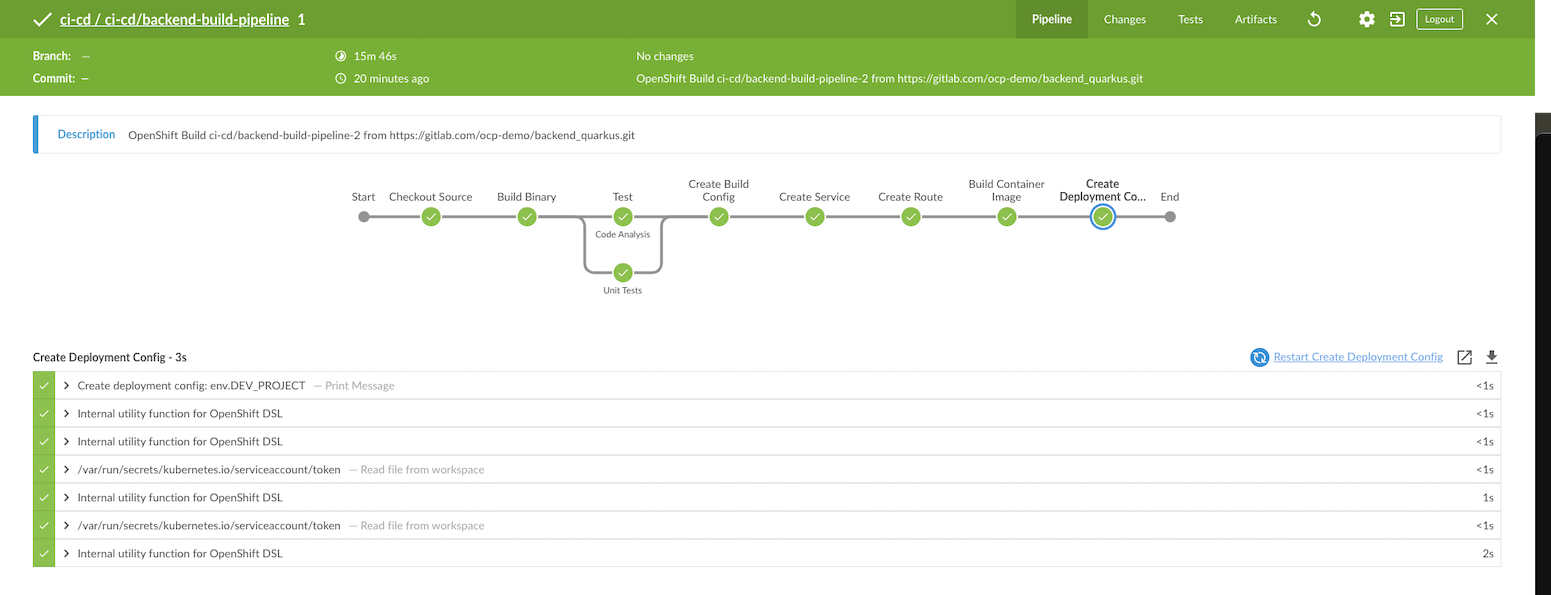 ci-cd / ci-cd/backend-build-pipeline 1
Pipeline Changes Tests Artifacts Logout
Branch: —
15m 46s
No changes
Commit: —
20 minutes ago
OpenShift Build ci-cd/backend-build-pipeline-2 from https://gitlab.com/ocp-demo/backend_quarkus.git
Description OpenShift Build ci-cd/backend-build-pipeline-2 from https://gitlab.com/ocp-demo/backend_quarkus.git
Start
Checkout Source
Build Binary
Test
Create Build
Config
Create Service
Create Route
Build Container
Image
Create
Deployment Co...
End
Code Analysis
Unit Tests
Create Deployment Config - 3s
Restart Create Deployment Config
Create deployment config: env.DEV_PROJECT — Print Message <1s
Internal utility function for OpenShift DSL <1s
Internal utility function for OpenShift DSL <1s
/var/run/secrets/kubernetes.io/serviceaccount/token — Read file from workspace <1s
Internal utility function for OpenShift DSL 1s
/var/run/secrets/kubernetes.io/serviceaccount/token — Read file from workspace <1s
Internal utility function for OpenShift DSL 2s